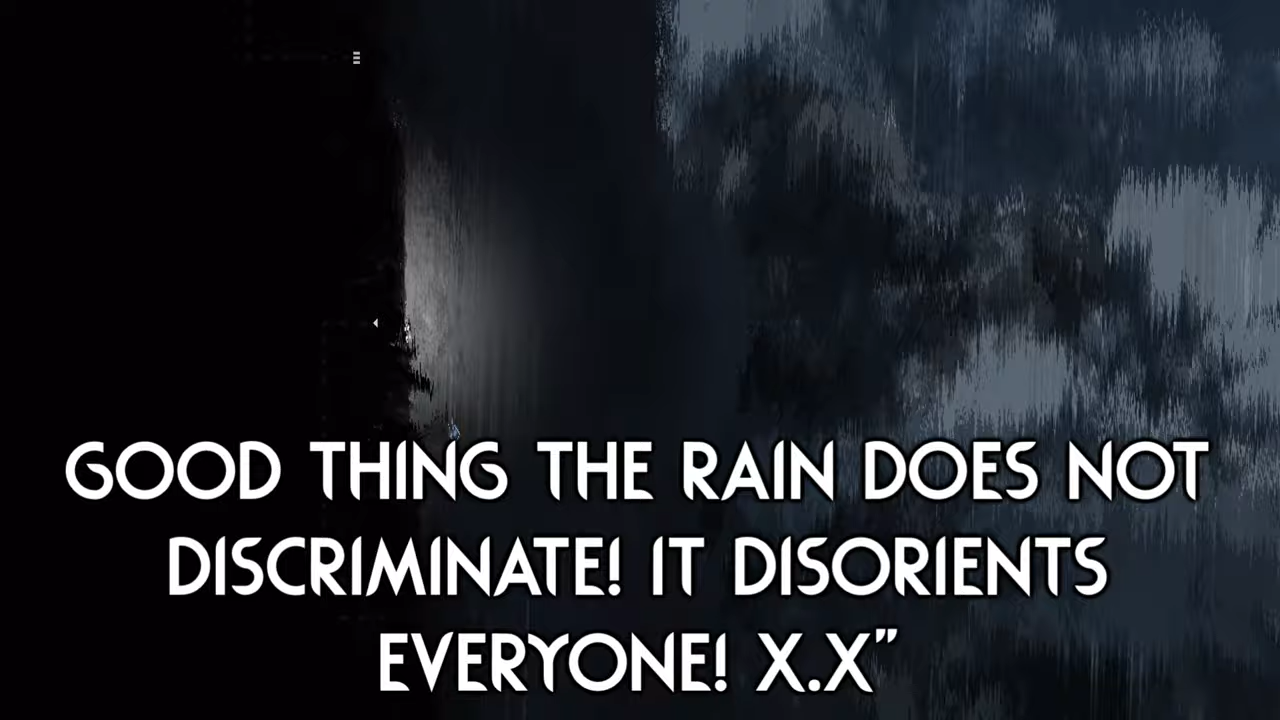 GOOD THING THE RAIN DOES NOT
DISCRIMINATE! IT DISORIENTS
EVERYONE! X.X”